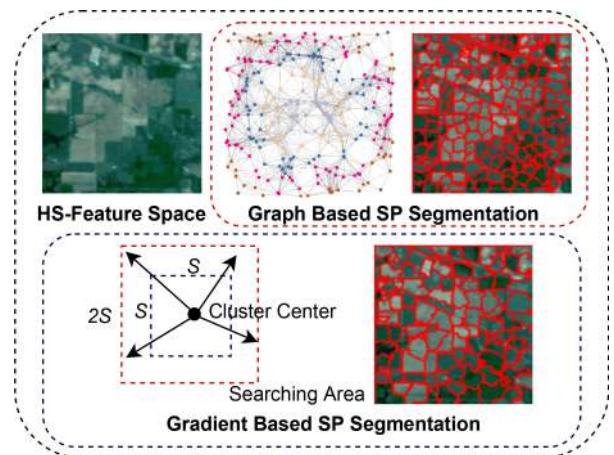 HS-Feature Space
Graph Based SP Segmentation
S
2S
S
Cluster Center
Searching Area
Gradient Based SP Segmentation